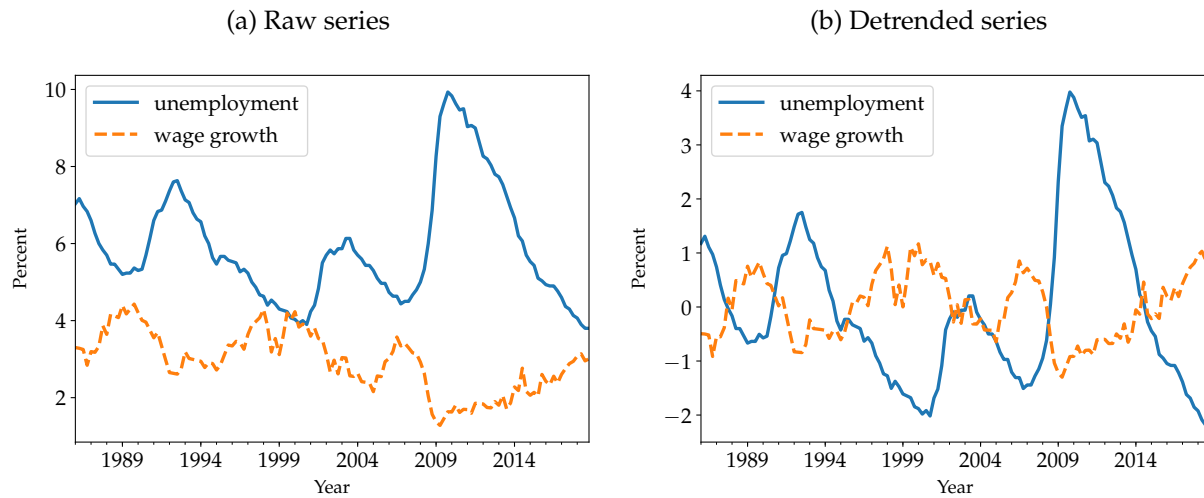 (a) Raw series
10
8
6
4
2
Percent
unemployment
wage growth
1989 1994 1999 2004 2009 2014
Year
(b) Detrended series
4
3
2
1
0
−1
−2
Percent
unemployment
wage growth
1989 1994 1999 2004 2009 2014
Year